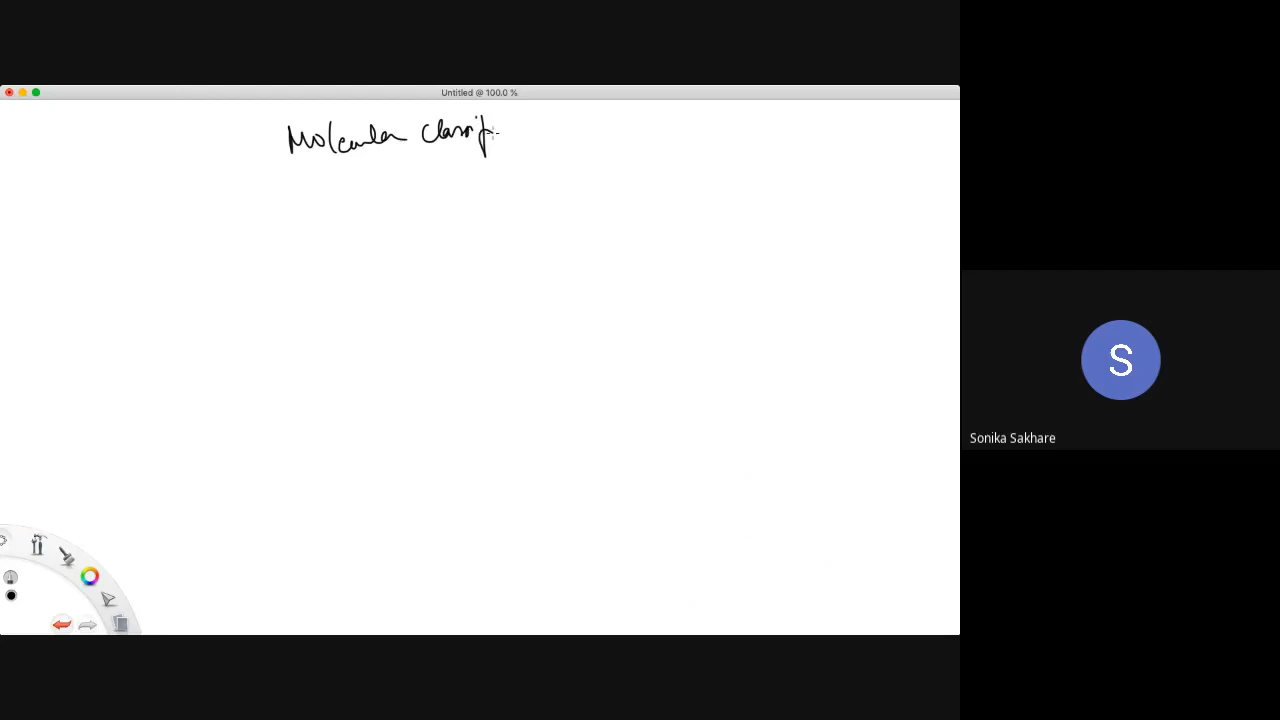 Untitled @ 100.0 %
Molecular classif
S
Sonika Sakhare